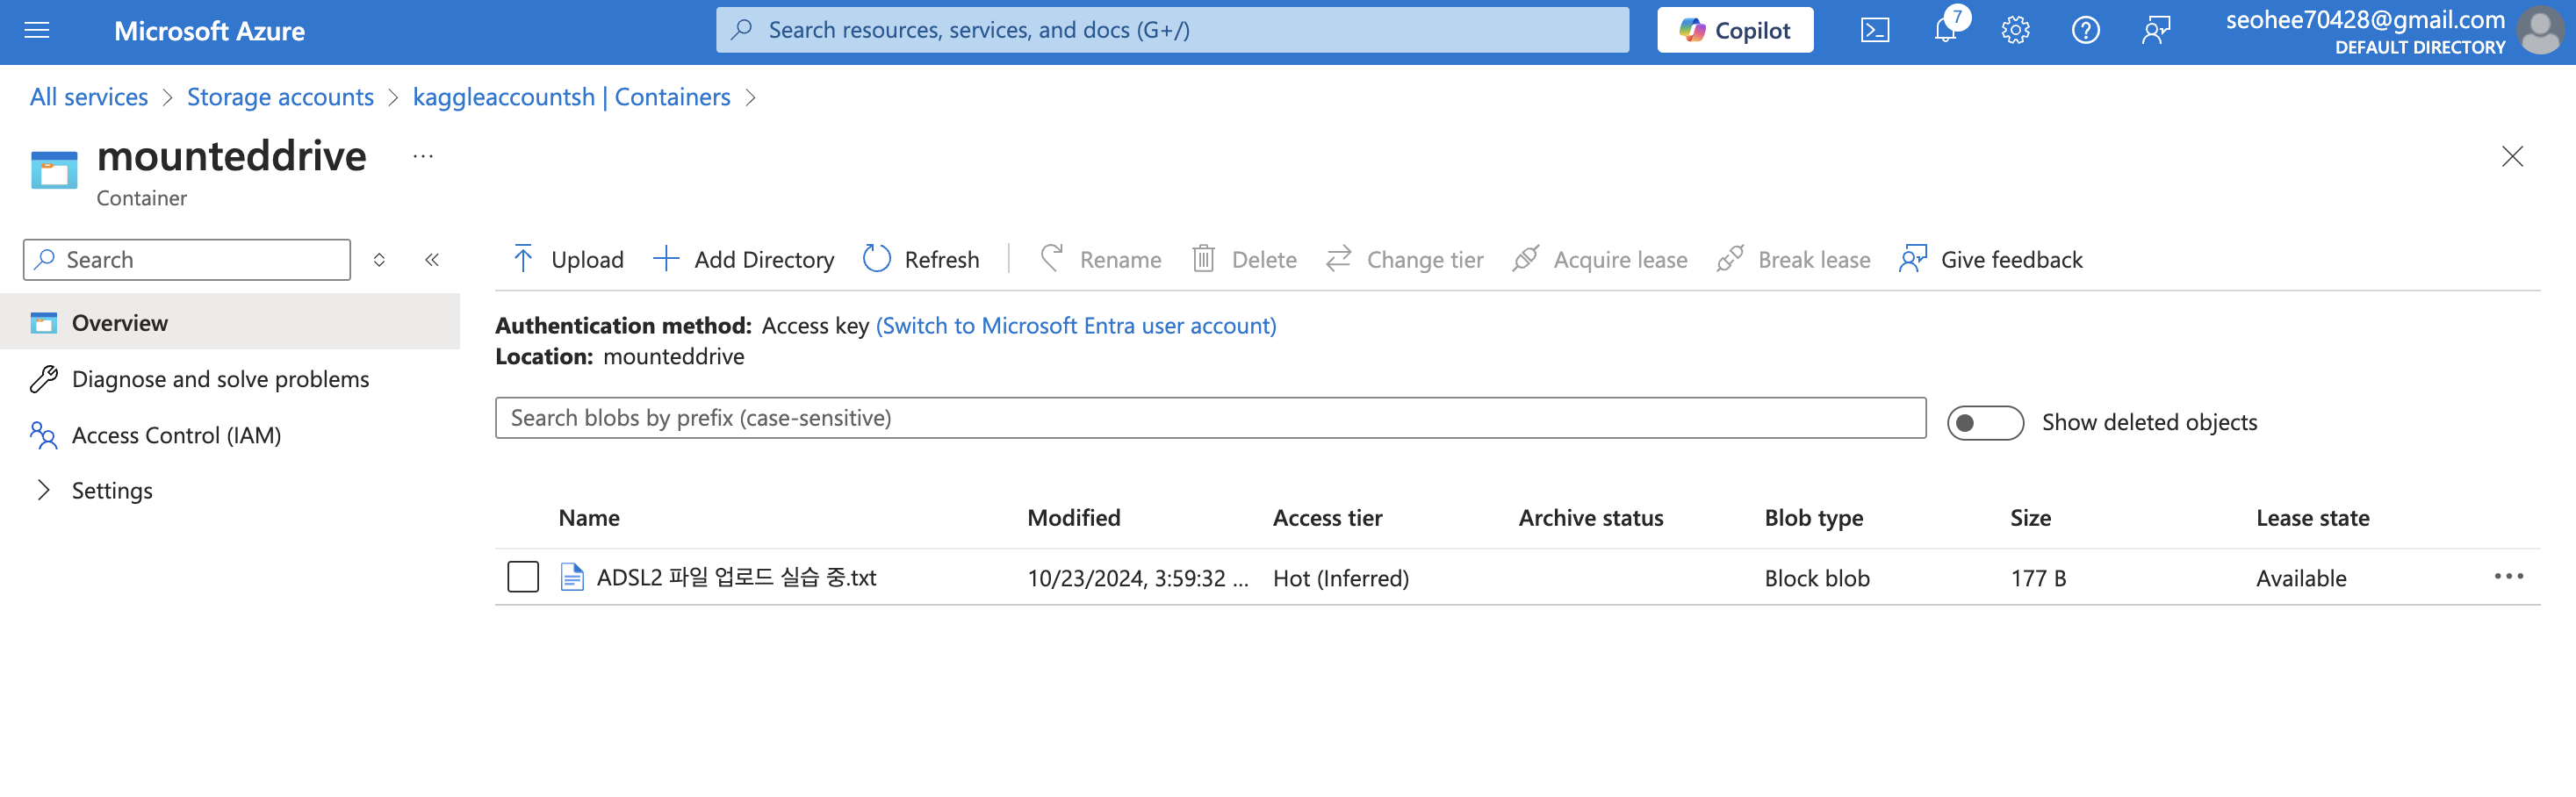 Microsoft Azure
Search resources, services, and docs (G+/)
Copilot
7
seohee70428@gmail.com
DEFAULT DIRECTORY
All services > Storage accounts > kaggleaccountsh | Containers >
mounteddrive ...
Container
Search
Upload Add Directory Refresh Rename Delete Change tier Acquire lease Break lease Give feedback
Overview
Diagnose and solve problems
Access Control (IAM)
Settings
Authentication method: Access key (Switch to Microsoft Entra user account)
Location: mounteddrive
Search blobs by prefix (case-sensitive)
Show deleted objects
Name Modified Access tier Archive status Blob type Size Lease state
ADSL2 파일 업로드 실습 중.txt 10/23/2024, 3:59:32 ... Hot (Inferred) Block blob 177 B Available ...